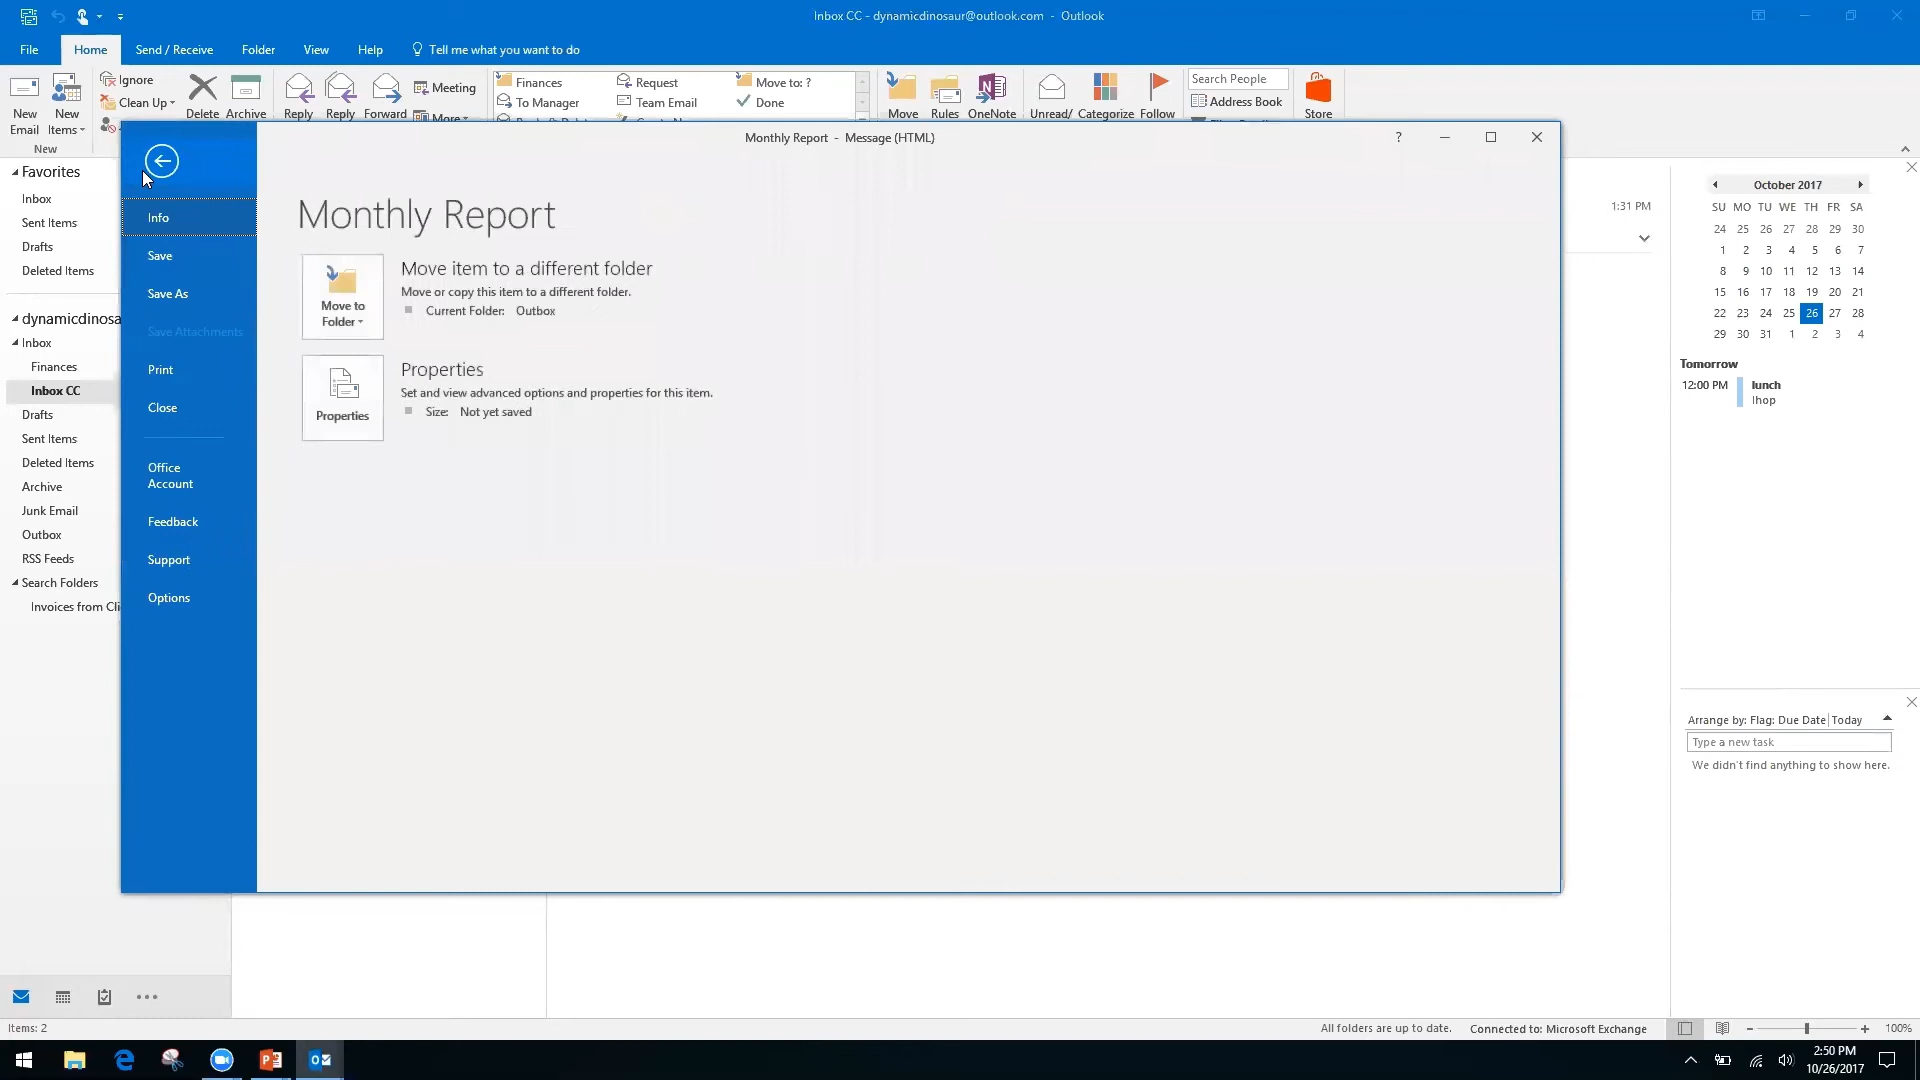 Inbox CC - dynamicdinosaur@outlook.com - Outlook
File Home Send / Receive Folder View Help Tell me what you want to do
New Email
New Items
New
Ignore
Clean Up
Delete
Archive
Reply
Reply
Forward
Meeting
More
Finances
To Manager
Request
Team Email
Move to: ?
Done
Move
Rules
OneNote
Unread/
Categorize
Follow
Search People
Address Book
Store
Favorites
Inbox
Sent Items
Drafts
Deleted Items
dynamicdinosa
Inbox
Finances
Inbox CC
Drafts
Sent Items
Deleted Items
Archive
Junk Email
Outbox
RSS Feeds
Search Folders
Invoices from Cli
Monthly Report - Message (HTML)
?
Info
Save
Save As
Save Attachments
Print
Close
Office
Account
Feedback
Support
Options
Monthly Report
Move to
Folder
Move item to a different folder
Move or copy this item to a different folder.
Current Folder: Outbox
Properties
Properties
Set and view advanced options and properties for this item.
Size: Not yet saved
1:31 PM
October 2017
SU MO TU WE TH FR SA
24 25 26 27 28 29 30
1 2 3 4 5 6 7
8 9 10 11 12 13 14
15 16 17 18 19 20 21
22 23 24 25 26 27 28
29 30 31 1 2 3 4
Tomorrow
12:00 PM lunch
Ihop
Arrange by: Flag: Due Date Today
Type a new task
We didn't find anything to show here.
Items: 2
All folders are up to date. Connected to: Microsoft Exchange
100%
2:50 PM
10/26/2017